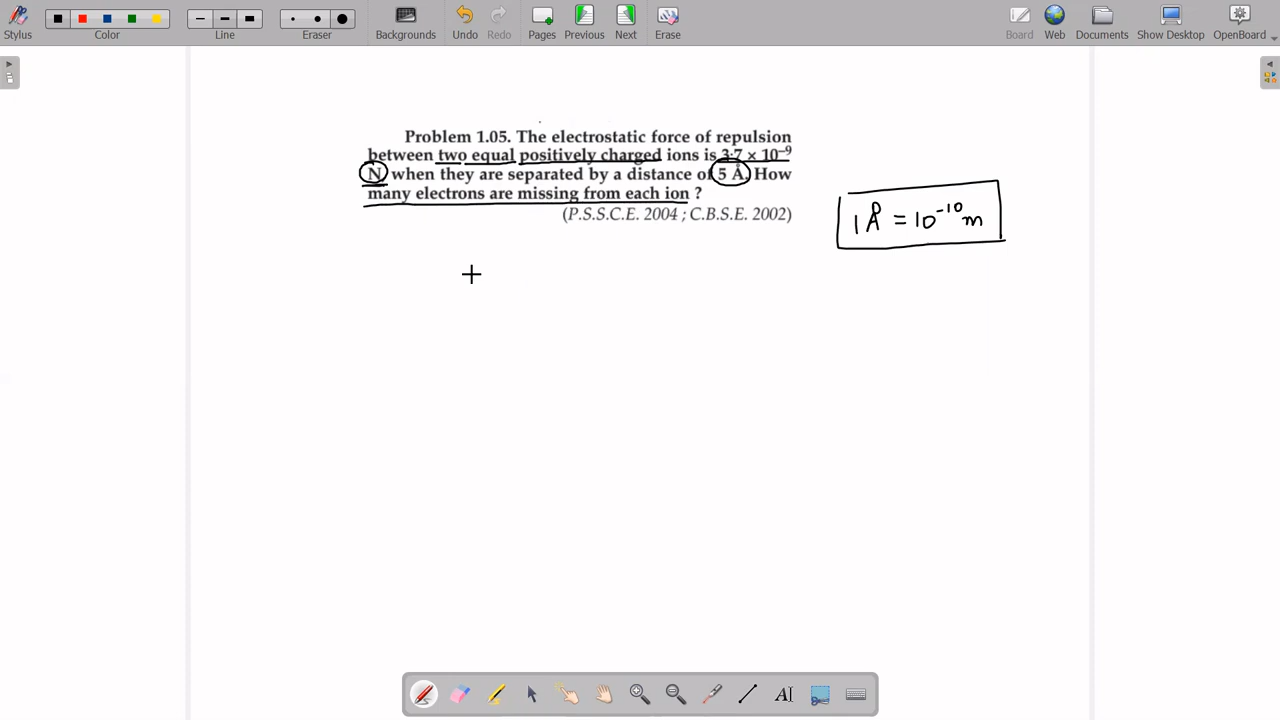 Stylus
Color
Line
Eraser
Backgrounds
Undo
Redo
Pages
Previous
Next
Erase
Board
Web
Documents
Show Desktop
OpenBoard
Problem 1.05. The electrostatic force of repulsion
between two equal positively charged ions is 3·7 × 10⁻⁹
N when they are separated by a distance of 5 Å. How
many electrons are missing from each ion ?
(P.S.S.C.E. 2004 ; C.B.S.E. 2002)
1 Å = 10⁻¹⁰ m
AI